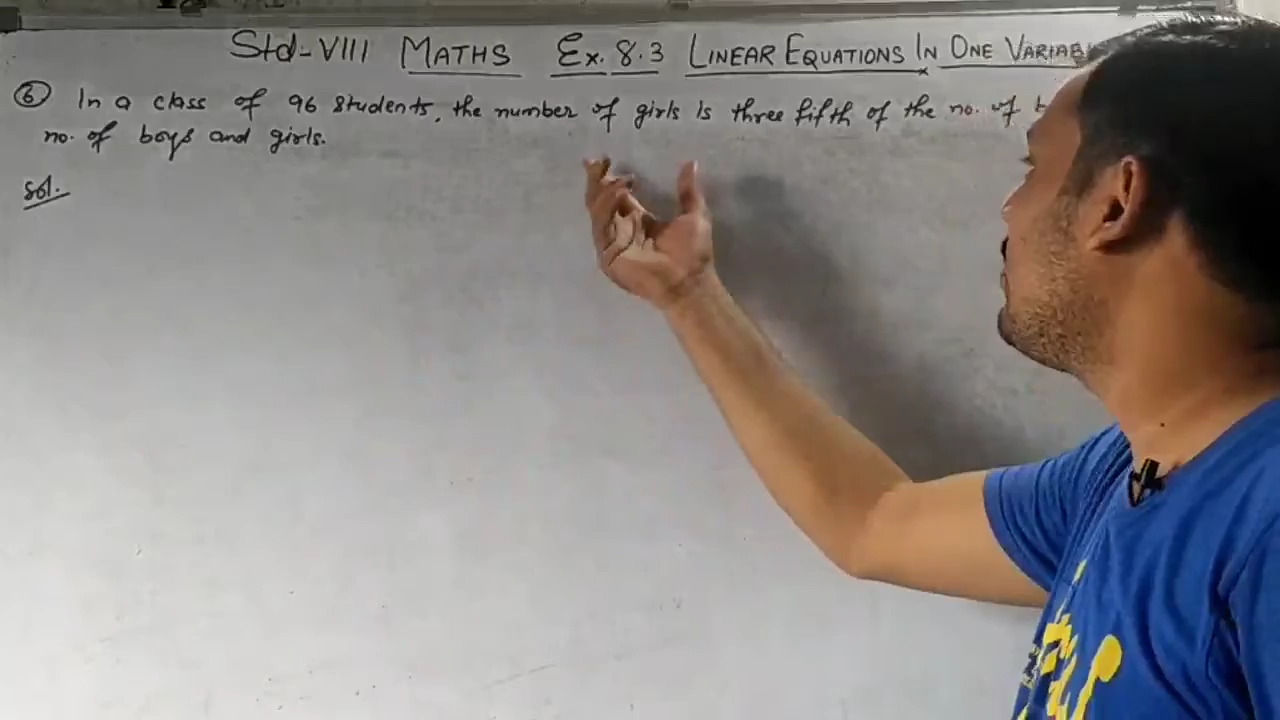 Std-VIII MATHS Ex. 8.3 LINEAR EQUATIONS IN ONE
6 In a class of 96 students, the number of girls is three fifth of the no. of
no. of boys and girls.
Sol.